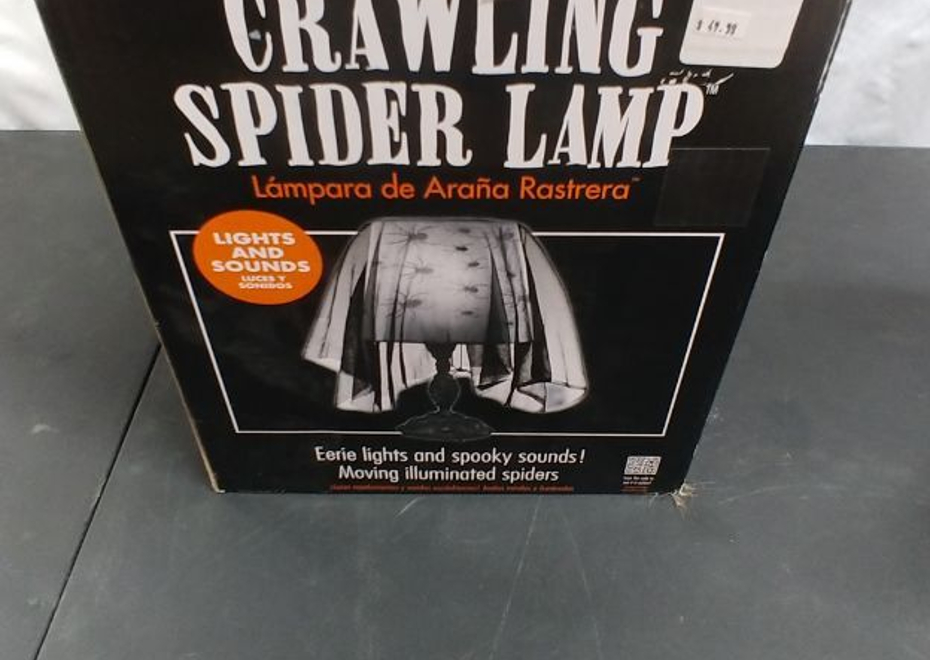 CRAWLING
SPIDER LAMP™
Lámpara de Araña Rastrera™
LIGHTS
AND
SOUNDS
LUCES Y
SONIDOS
Eerie lights and spooky sounds!
Moving illuminated spiders